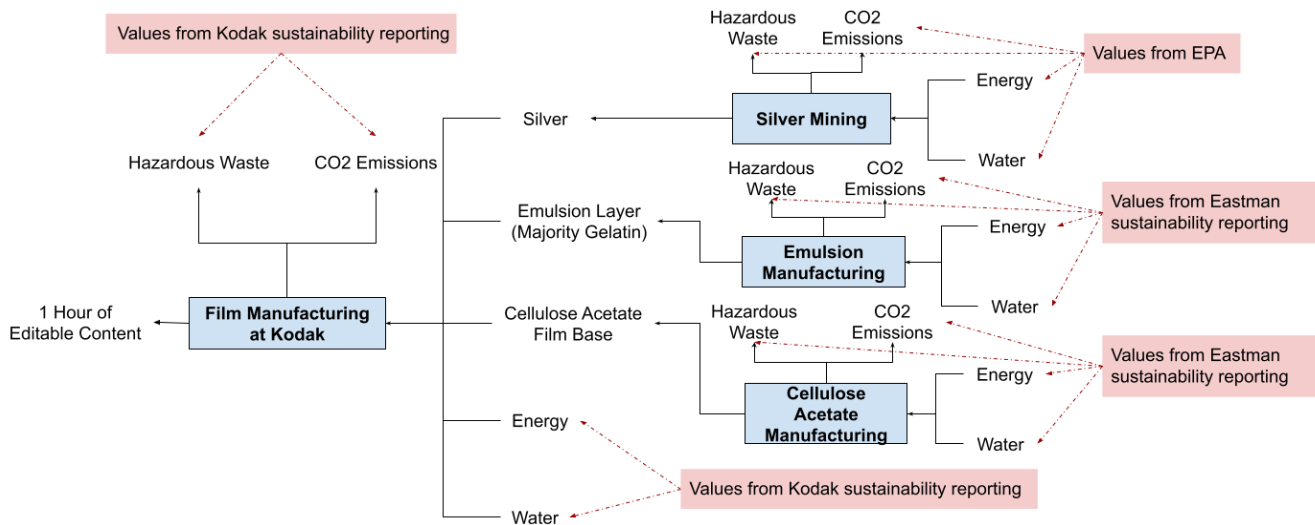 Values from Kodak sustainability reporting
Hazardous
Waste
CO2
Emissions
Values from EPA
Energy
Silver
Silver Mining
Water
Hazardous Waste
CO2 Emissions
Hazardous
Waste
CO2
Emissions
Values from Eastman
sustainability reporting
Emulsion Layer
(Majority Gelatin)
Emulsion
Manufacturing
Energy
Water
1 Hour of
Editable Content
Film Manufacturing
at Kodak
Cellulose Acetate
Film Base
Hazardous
Waste
CO2
Emissions
Values from Eastman
sustainability reporting
Energy
Cellulose
Acetate
Manufacturing
Water
Energy
Values from Kodak sustainability reporting
Water